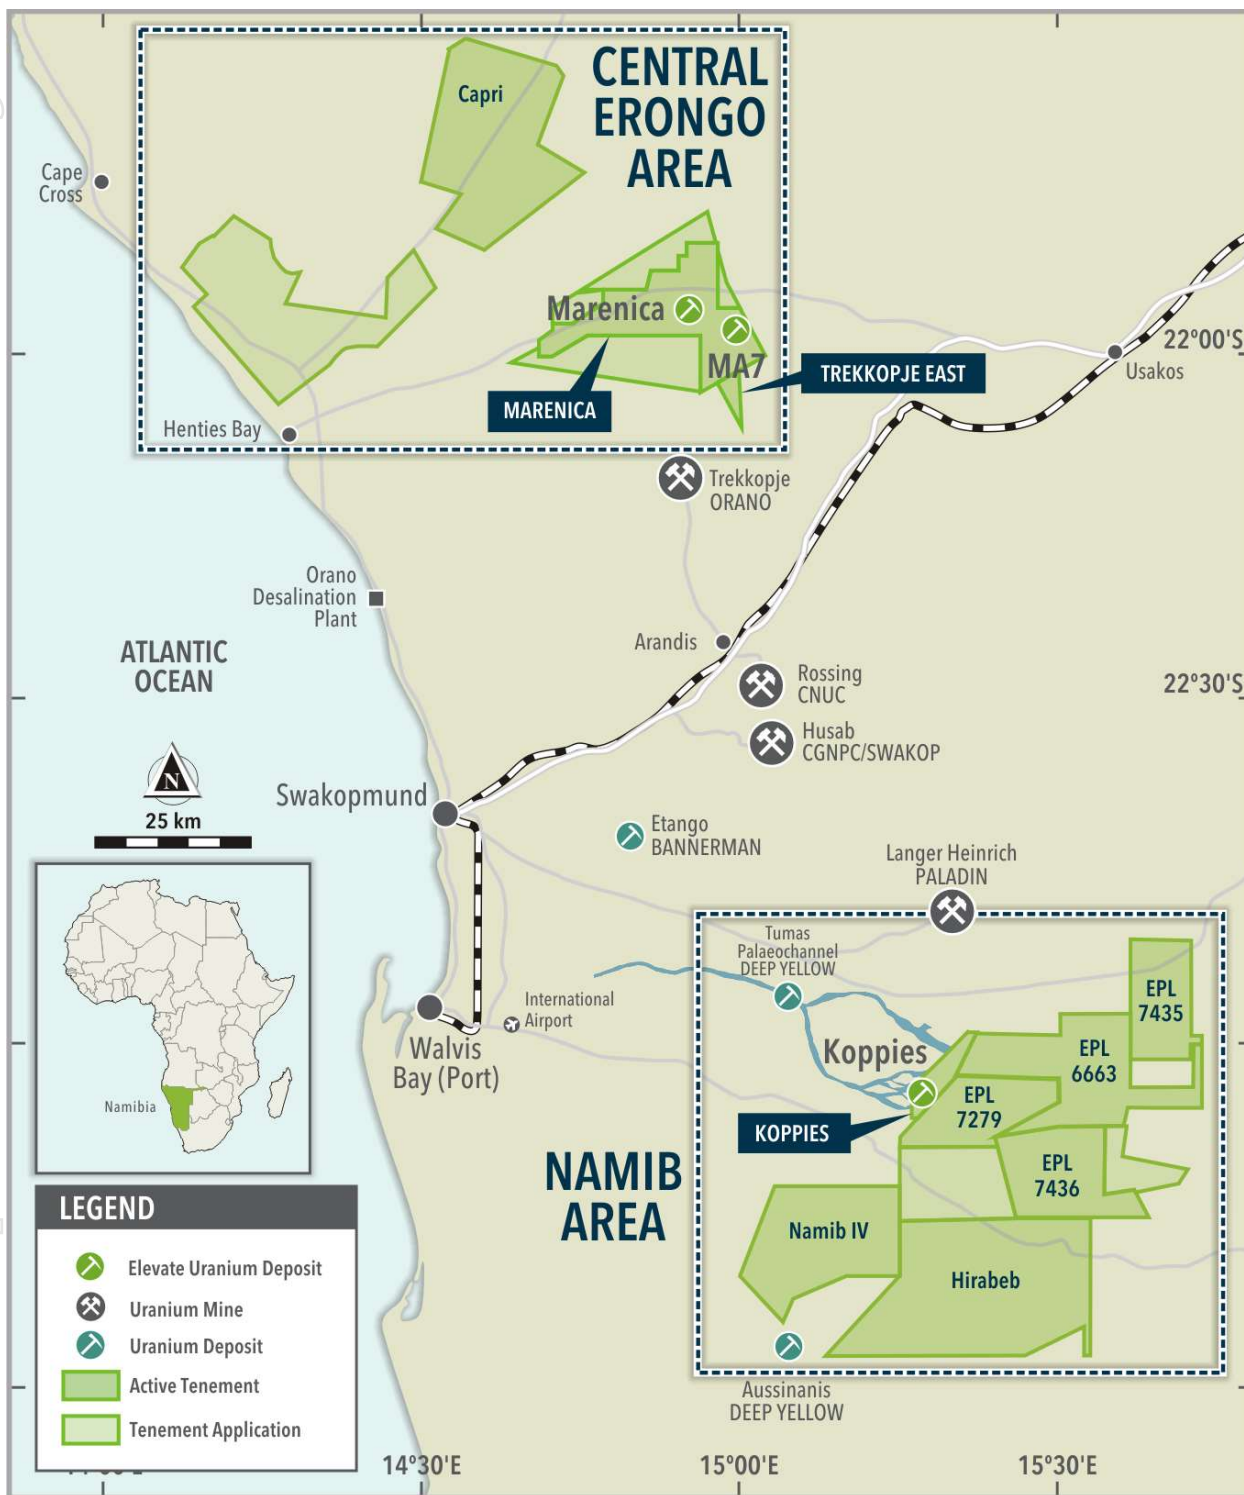 CENTRAL
ERONGO
AREA
Capri
Cape
Cross
Marenica
MA7
22°00'S
TREKKOPJE EAST
Usakos
MARENICA
Henties Bay
Trekkopje
ORANO
Orano
Desalination
Plant
Arandis
ATLANTIC
OCEAN
Rossing
CNUC
22°30'S
Husab
CGNPC/SWAKOP
N
25 km
Swakopmund
Etango
BANNERMAN
Langer Heinrich
PALADIN
Tumas
Palaeochannel
DEEP YELLOW
International
Airport
Walvis
Bay (Port)
Koppies
EPL
7435
EPL
6663
EPL
7279
KOPPIES
EPL
7436
Namibia
NAMIB
AREA
Namib IV
Hirabeb
Aussinanis
DEEP YELLOW
LEGEND
Elevate Uranium Deposit
Uranium Mine
Uranium Deposit
Active Tenement
Tenement Application
14°30'E
15°00'E
15°30'E